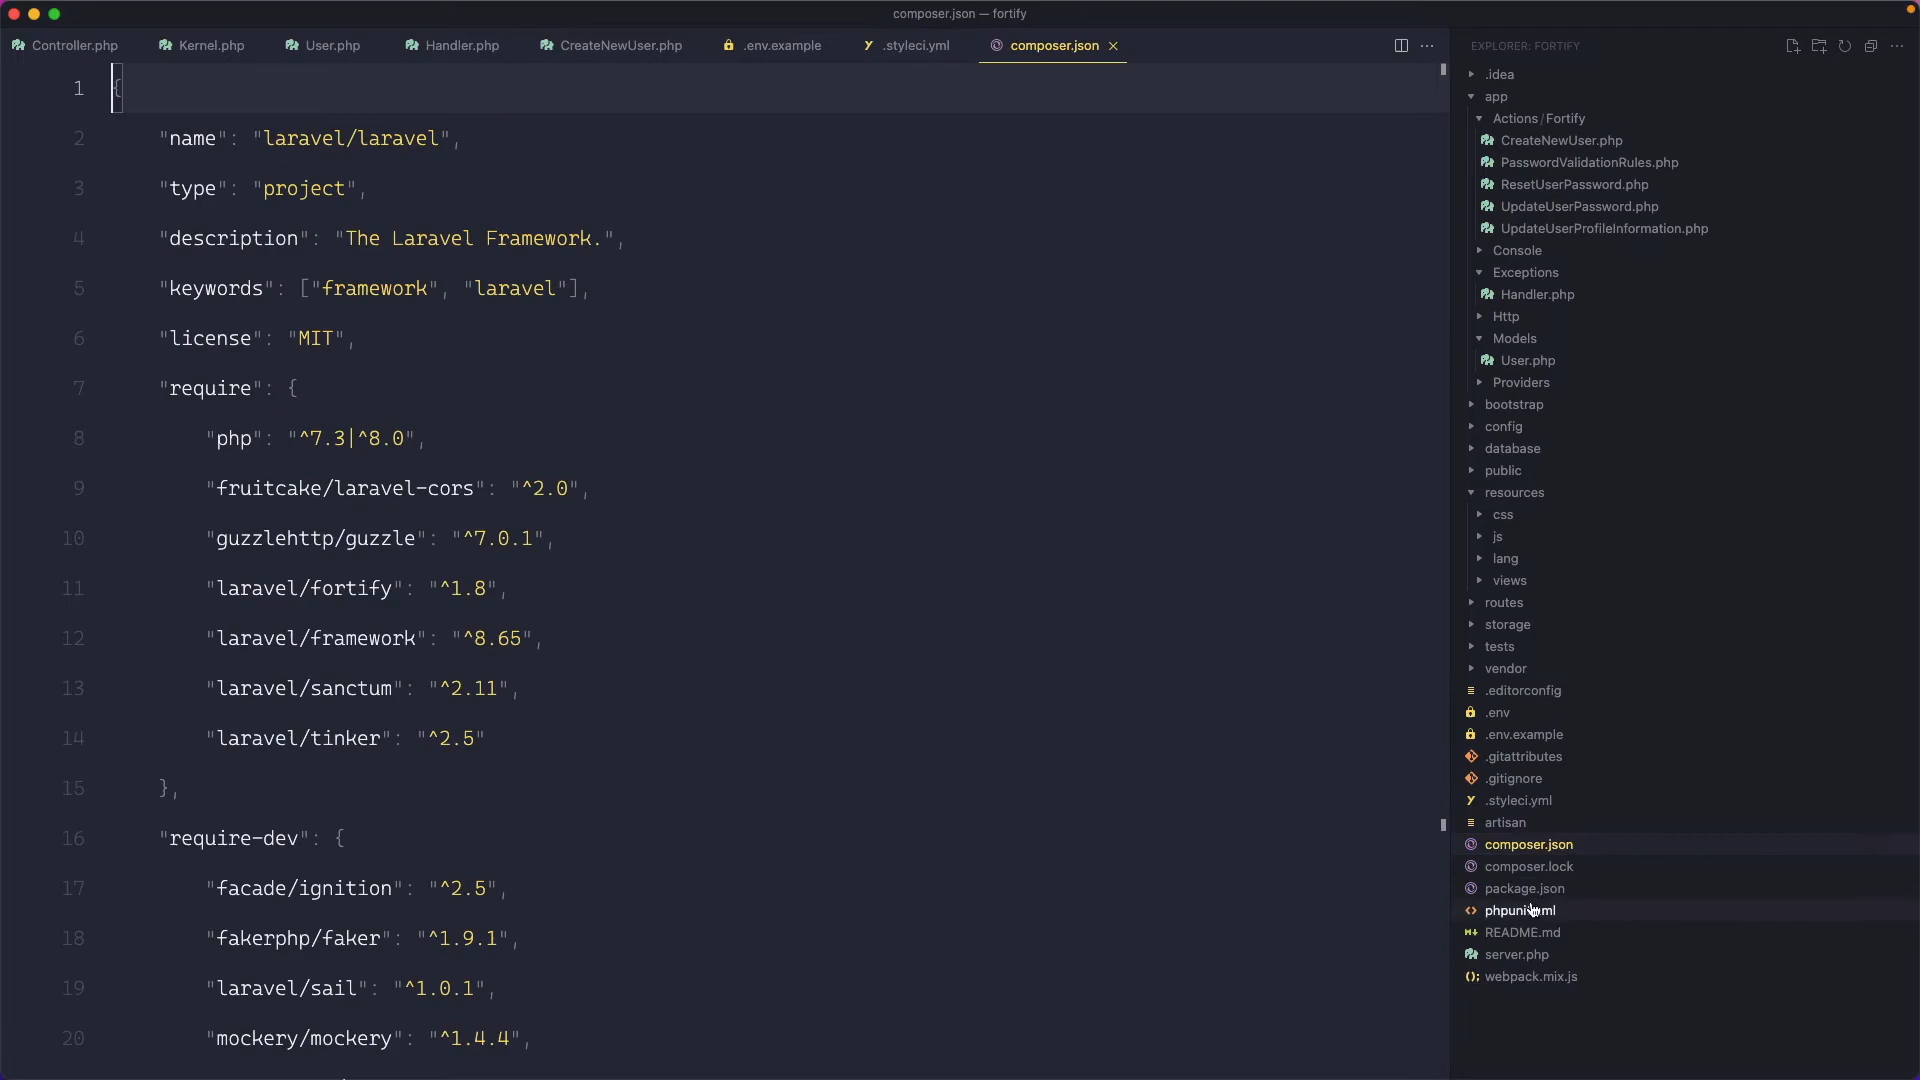 composer.json — fortify
Controller.php
Kernel.php
User.php
Handler.php
CreateNewUser.php
.env.example
.styleci.yml
composer.json
1 {
2 "name": "laravel/laravel",
3 "type": "project",
4 "description": "The Laravel Framework.",
5 "keywords": ["framework", "laravel"],
6 "license": "MIT",
7 "require": {
8 "php": "^7.3|^8.0",
9 "fruitcake/laravel-cors": "^2.0",
10 "guzzlehttp/guzzle": "^7.0.1",
11 "laravel/fortify": "^1.8",
12 "laravel/framework": "^8.65",
13 "laravel/sanctum": "^2.11",
14 "laravel/tinker": "^2.5"
15 },
16 "require-dev": {
17 "facade/ignition": "^2.5",
18 "fakerphp/faker": "^1.9.1",
19 "laravel/sail": "^1.0.1",
20 "mockery/mockery": "^1.4.4",
EXPLORER: FORTIFY
.idea
app
Actions/Fortify
CreateNewUser.php
PasswordValidationRules.php
ResetUserPassword.php
UpdateUserPassword.php
UpdateUserProfileInformation.php
Console
Exceptions
Handler.php
Http
Models
User.php
Providers
bootstrap
config
database
public
resources
css
js
lang
views
routes
storage
tests
vendor
.editorconfig
.env
.env.example
.gitattributes
.gitignore
.styleci.yml
artisan
composer.json
composer.lock
package.json
README.md
server.php
webpack.mix.js